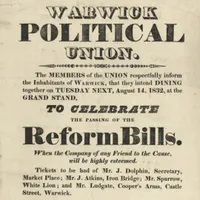 WARWICK
POLITICAL
UNION.
The MEMBERS of the UNION respectfully inform
the Inhabitants of WARWICK, that they intend DINING
together on TUESDAY NEXT, August 14, 1832, at
the GRAND STAND,
TO CELEBRATE
THE PASSING OF THE
Reform Bills.
When the Company of any Friend to the Cause,
will be highly esteemed.
Tickets to be had of Mr. J. Dolphin, Secretary,
Market Place; Mr. J. Atkins, Iron Bridge; Mr. Sparrow,
White Lion; and Mr. Ludgate, Cooper's Arms, Castle
Street, Warwick.